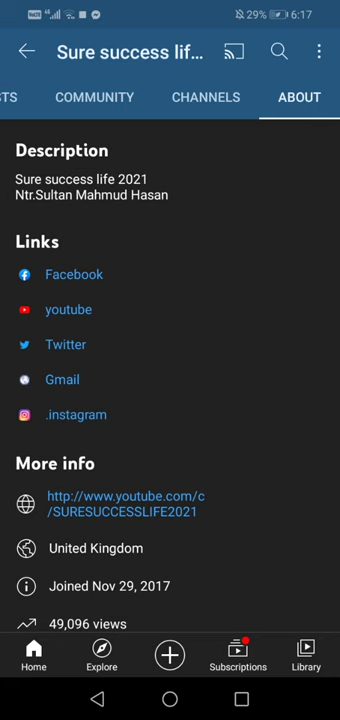 29% 6:17
Sure success lif...
TS COMMUNITY CHANNELS ABOUT
Description
Sure success life 2021
Ntr.Sultan Mahmud Hasan
Links
Facebook
youtube
Twitter
Gmail
.instagram
More info
http://www.youtube.com/c
/SURESUCCESSLIFE2021
United Kingdom
Joined Nov 29, 2017
49,096 views
Home Explore Subscriptions Library